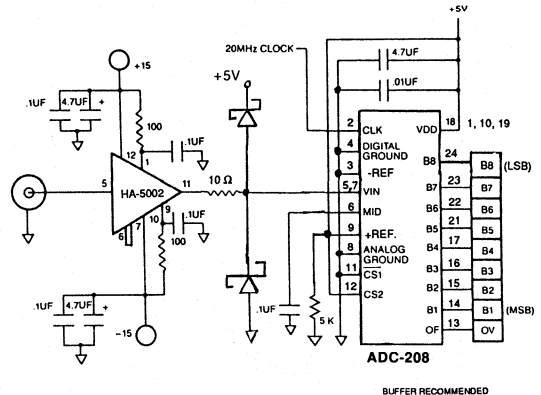 +5V
20MHz CLOCK
4.7UF
.01UF
+15
.1UF 4.7UF +
100
.1UF
+5V
12
1
5
HA-5002
11
10 Ω
9
10
7
6
.1UF
100
.1UF 4.7UF +
-15
.1UF
5 K
2 CLK
VDD 18 1, 10, 19
4 DIGITAL GROUND
3 -REF
5,7 VIN
6 MID
9 +REF.
8 ANALOG GROUND
11 CS1
12 CS2
B8 24 B8 (LSB)
B7 23 B7
B6 22 B6
B5 21 B5
B4 17 B4
B3 16 B3
B2 15 B2
B1 14 B1 (MSB)
OF 13 OV
ADC-208
BUFFER RECOMMENDED